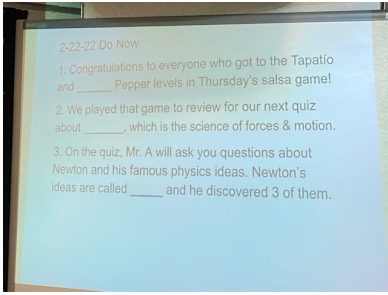 2-22-22 Do Now
1. Congratulations to everyone who got to the Tapatío
and ______ Pepper levels in Thursday's salsa game!
2. We played that game to review for our next quiz
about ______, which is the science of forces & motion.
3. On the quiz, Mr. A will ask you questions about
Newton and his famous physics ideas. Newton's
ideas are called _____ and he discovered 3 of them.